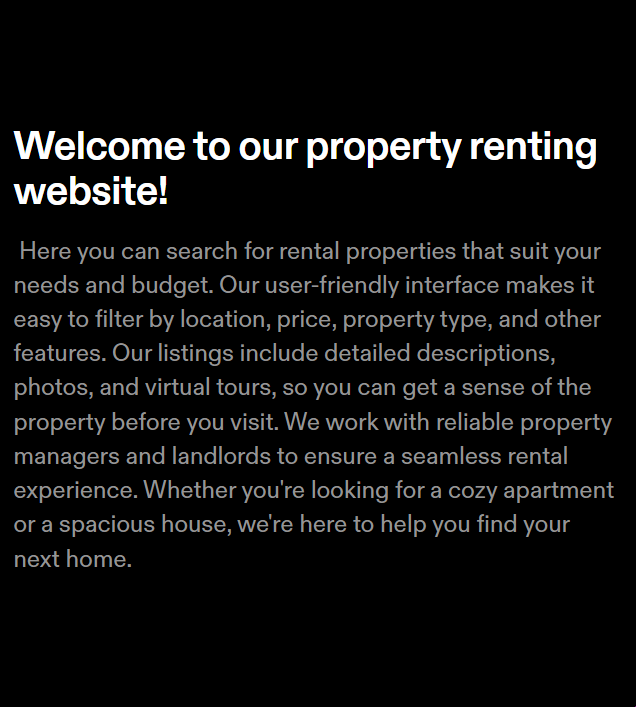 Welcome to our property renting
website!
Here you can search for rental properties that suit your
needs and budget. Our user-friendly interface makes it
easy to filter by location, price, property type, and other
features. Our listings include detailed descriptions,
photos, and virtual tours, so you can get a sense of the
property before you visit. We work with reliable property
managers and landlords to ensure a seamless rental
experience. Whether you're looking for a cozy apartment
or a spacious house, we're here to help you find your
next home.